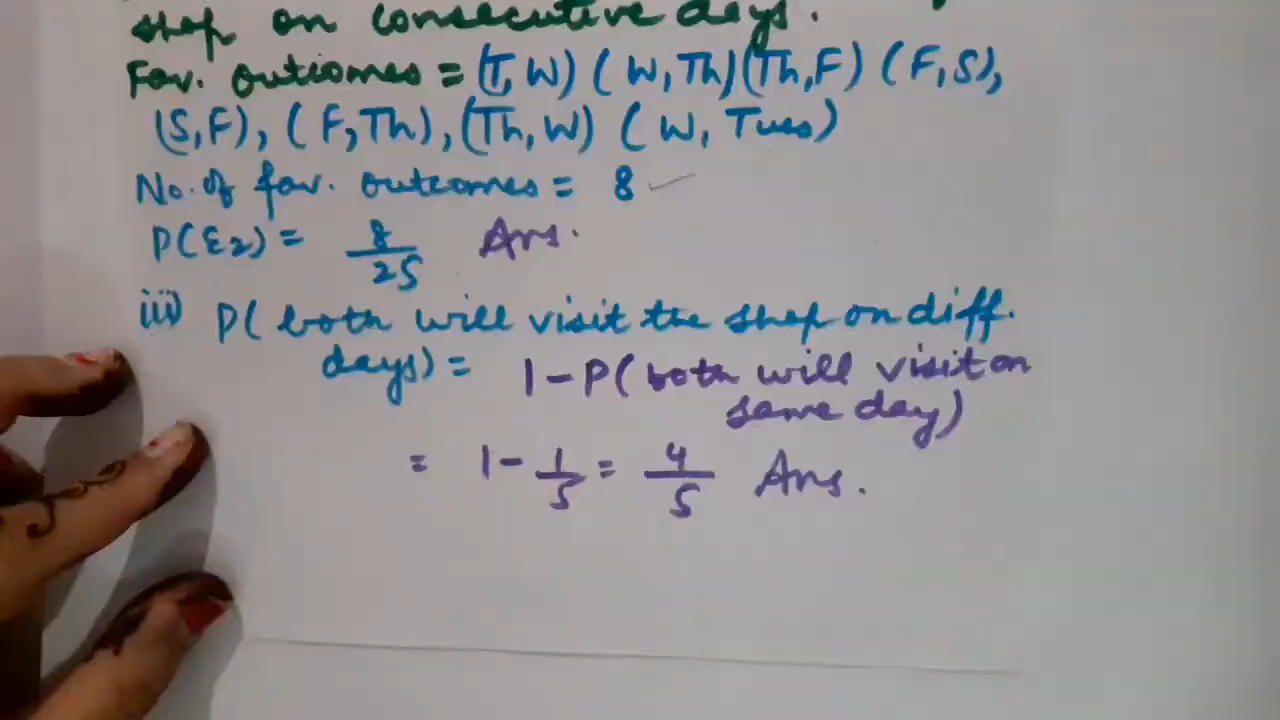 shop on consecutive days.
Fav. outcomes = (T, W) (W, Th) (Th, F) (F, S),
(S, F), (F, Th), (Th, W) (W, Tues)
No. of fav. outcomes = 8 ✓
P(E2) = 8/25 Ans.
iii) P( both will visit the shop on diff.
days) = 1 - P( both will visit on
same day)
= 1 - 1/5 = 4/5 Ans.